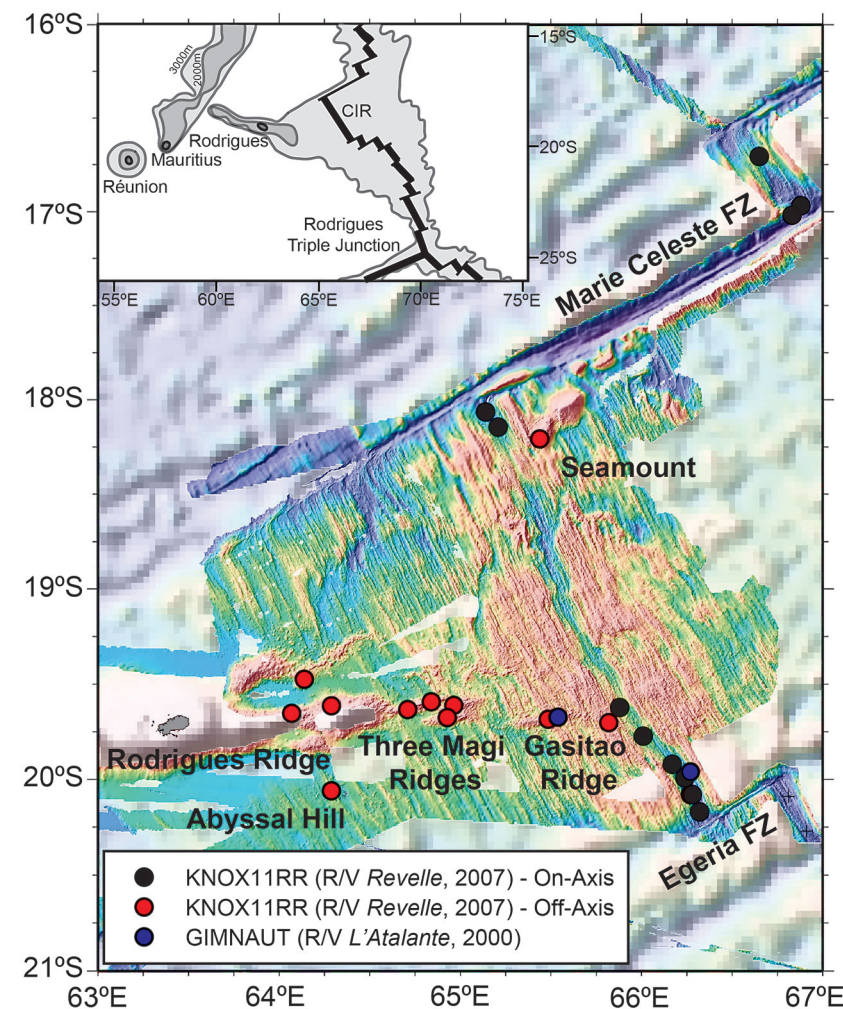 16ºS
17ºS
18ºS
19ºS
20ºS
21ºS
63ºE
64ºE
65ºE
66ºE
67ºE
3000m
2000m
CIR
Rodrigues
Mauritius
Réunion
Rodrigues
Triple Junction
15ºS
20ºS
25ºS
55ºE
60ºE
65ºE
70ºE
75ºE
Marie Celeste FZ
Seamount
Rodrigues Ridge
Three Magi
Ridges
Gasitao
Ridge
Abyssal Hill
Egeria FZ
KNOX11RR (R/V Revelle, 2007) - On-Axis
KNOX11RR (R/V Revelle, 2007) - Off-Axis
GIMNAUT (R/V L'Atalante, 2000)